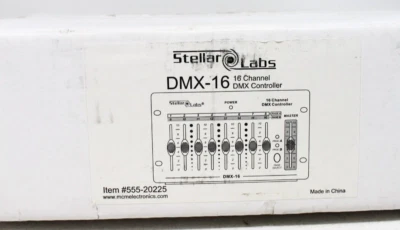 Stellar Labs
DMX-16 16 Channel
DMX Controller
Stellar Labs®
POWER
16 Channel
DMX Controller
MASTER
DMX-16
Item #555-20225
www.mcmelectronics.com
Made in China